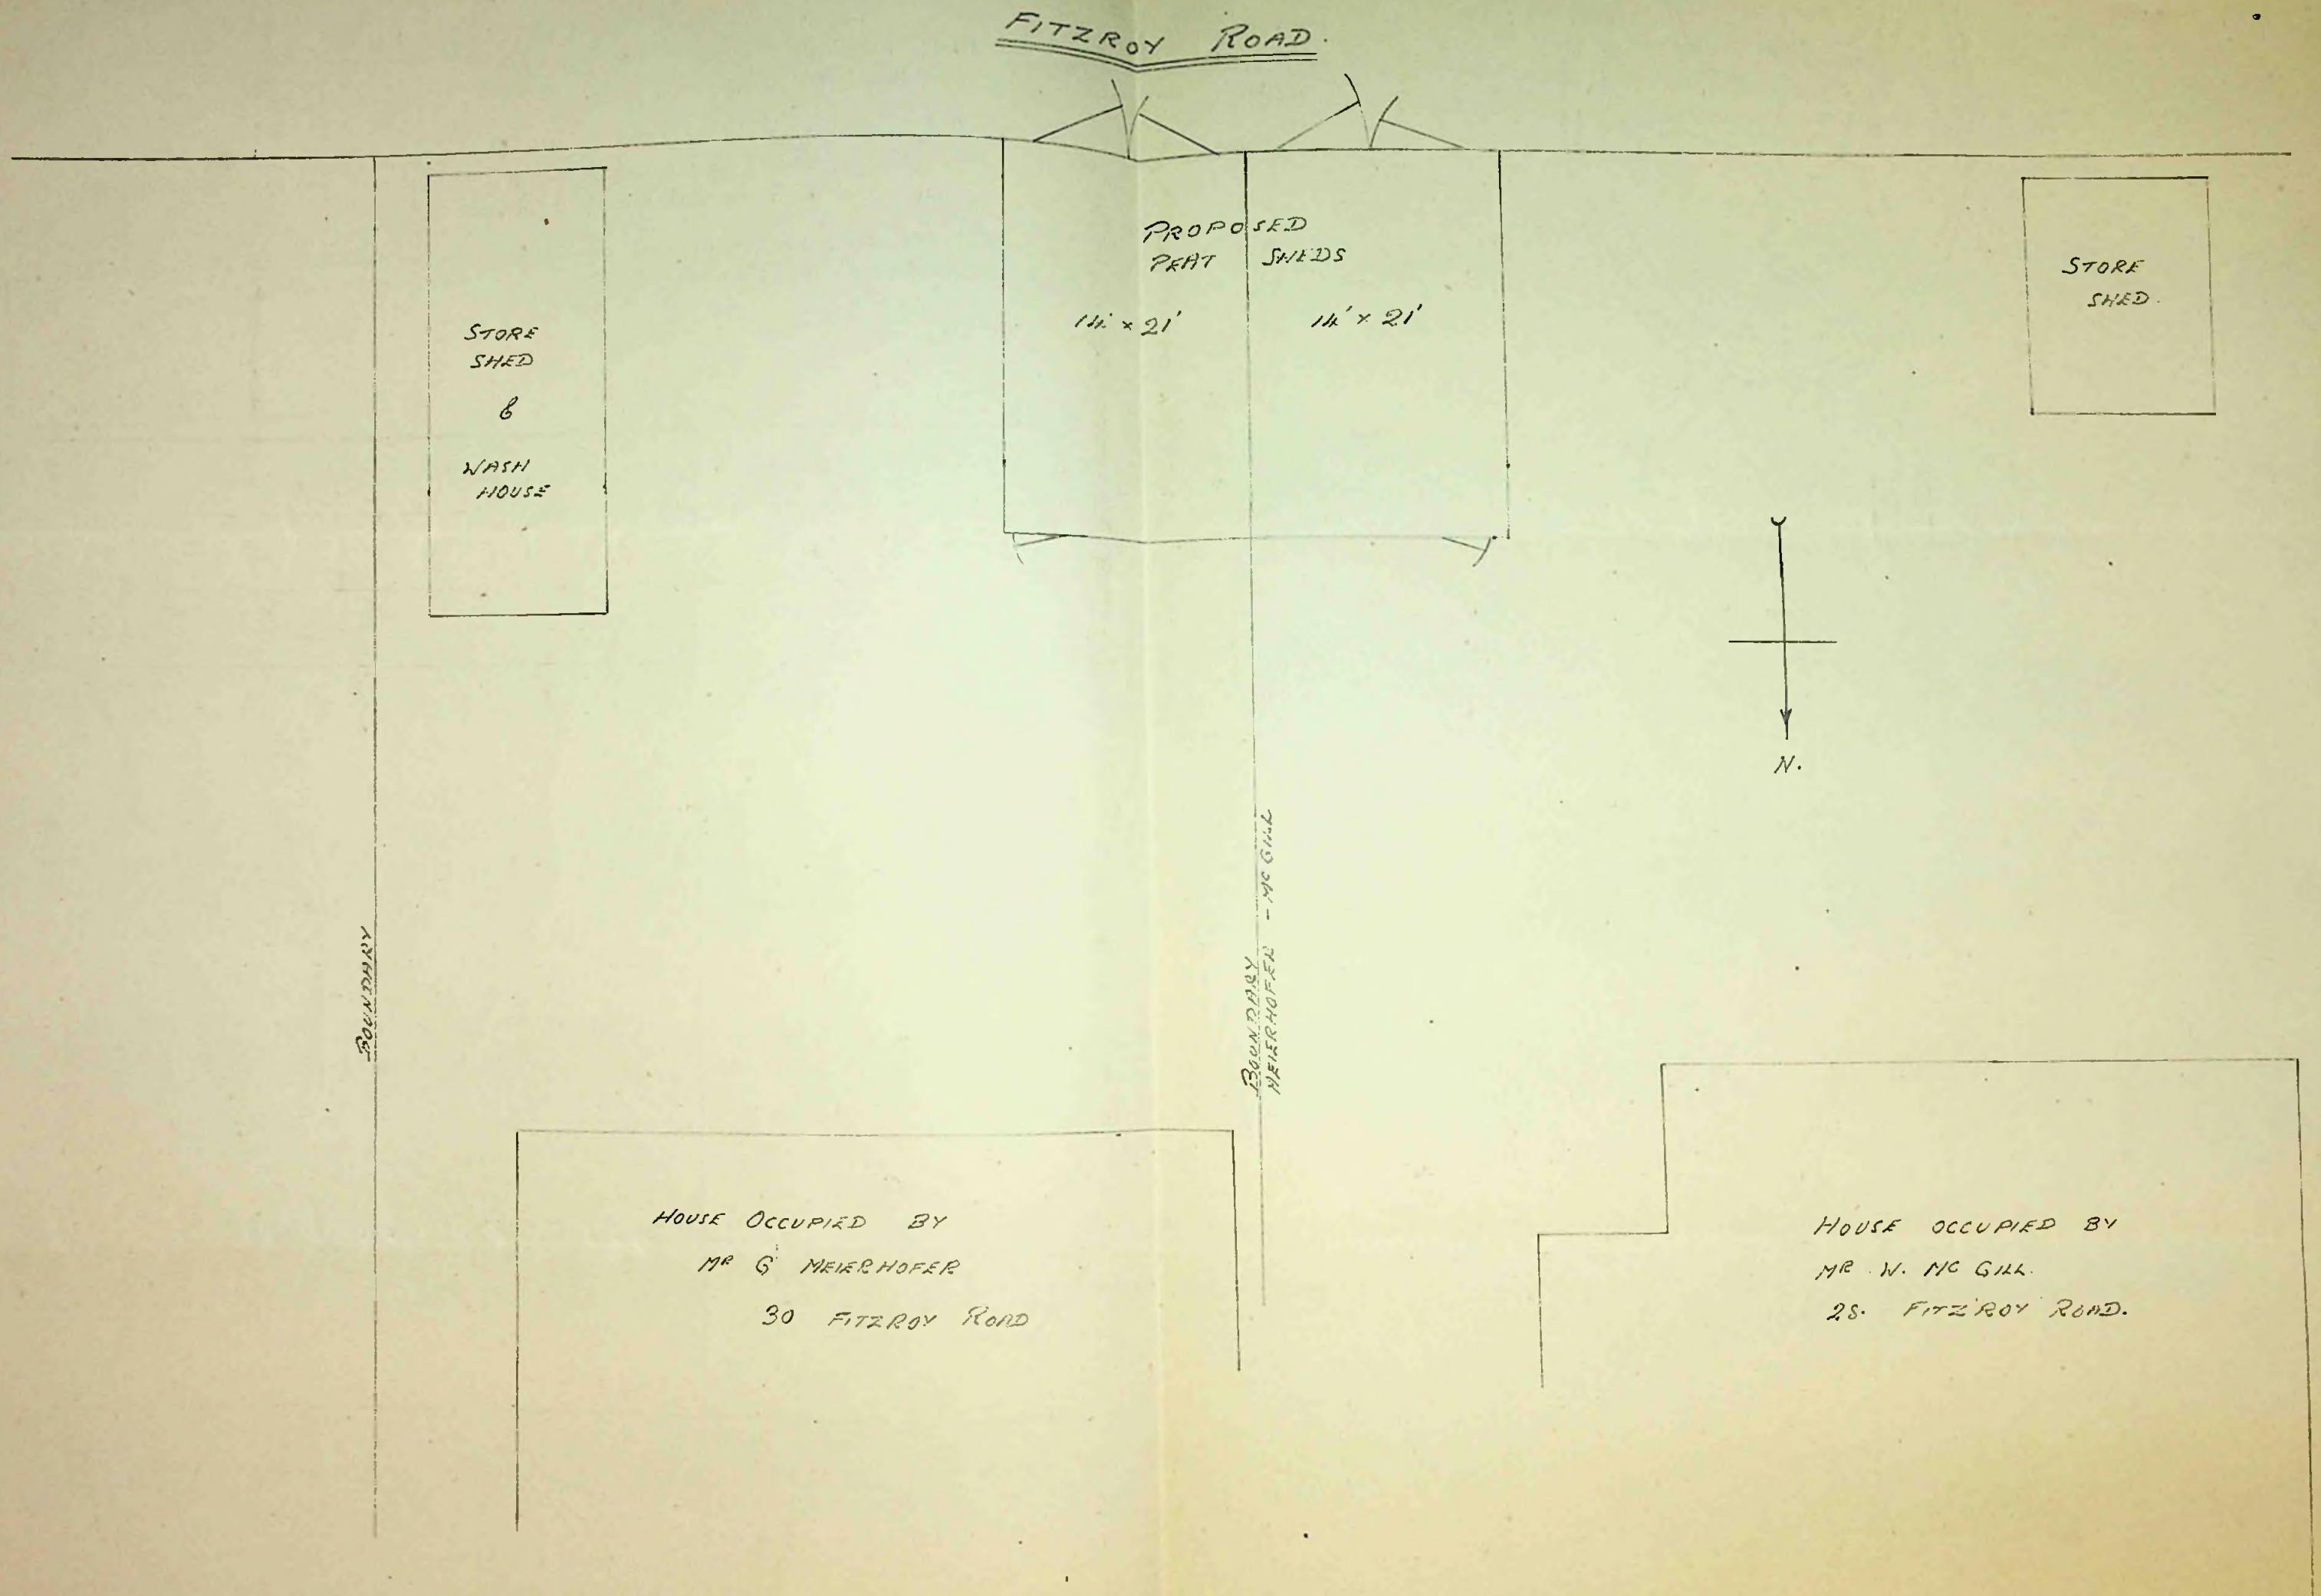 FITZROY ROAD.
PROPOSED
PEAT SHEDS
14' x 21' 14' x 21'
STORE
SHED
&
WASH
HOUSE
STORE
SHED.
N.
BOUNDARY
BOUNDARY
MEIERHOFER - MC GILL
HOUSE OCCUPIED BY
MR G MEIERHOFER
30 FITZROY ROAD
HOUSE OCCUPIED BY
MR W. MC GILL.
28. FITZROY ROAD.